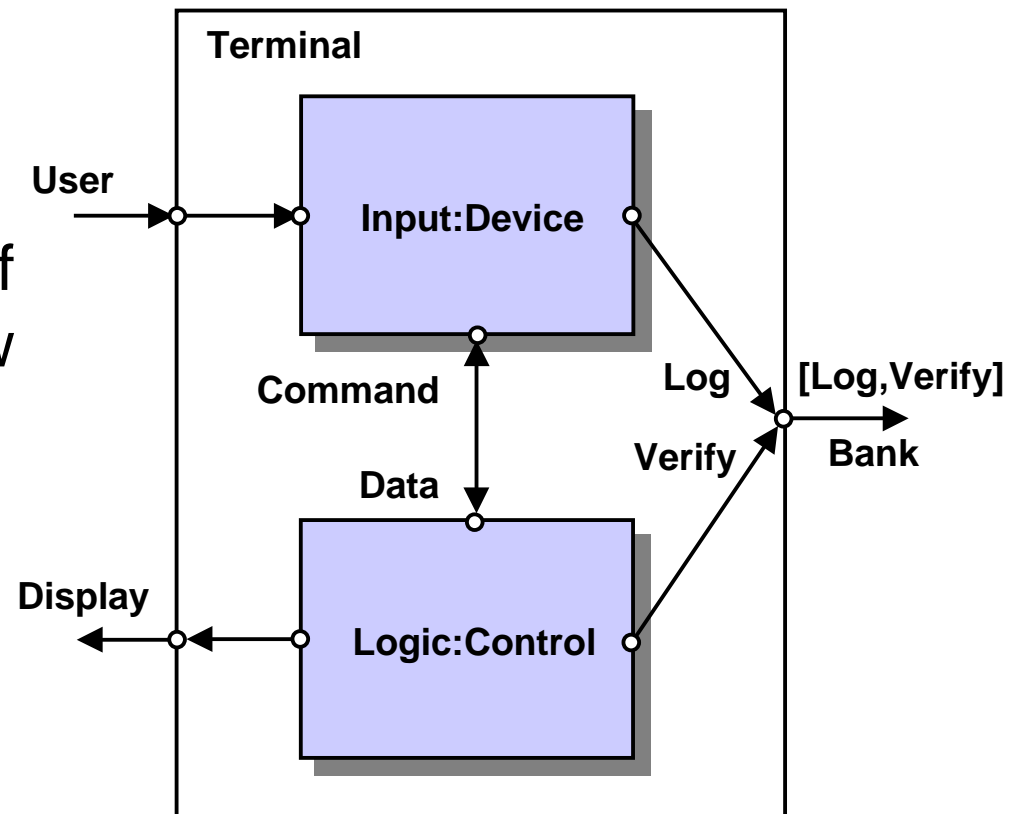 Terminal
User
Input:Device
f
w
Command
Log
[Log,Verify]
Verify
Bank
Data
Display
Logic:Control